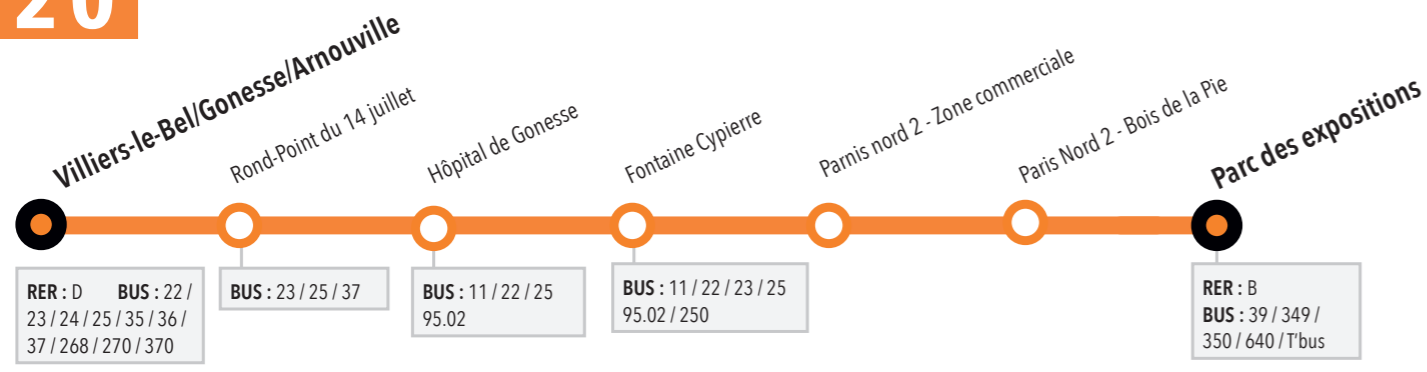 20
Villiers-le-Bel/Gonesse/Arnouville
Rond-Point du 14 juillet
Hôpital de Gonesse
Fontaine Cypierre
Parnis nord 2 - Zone commerciale
Paris Nord 2 - Bois de la Pie
Parc des expositions
RER : D BUS : 22 /
23 / 24 / 25 / 35 / 36 /
37 / 268 / 270 / 370
BUS : 23 / 25 / 37
BUS : 11 / 22 / 25
95.02
BUS : 11 / 22 / 23 / 25
95.02 / 250
RER : B
BUS : 39 / 349 /
350 / 640 / T'bus